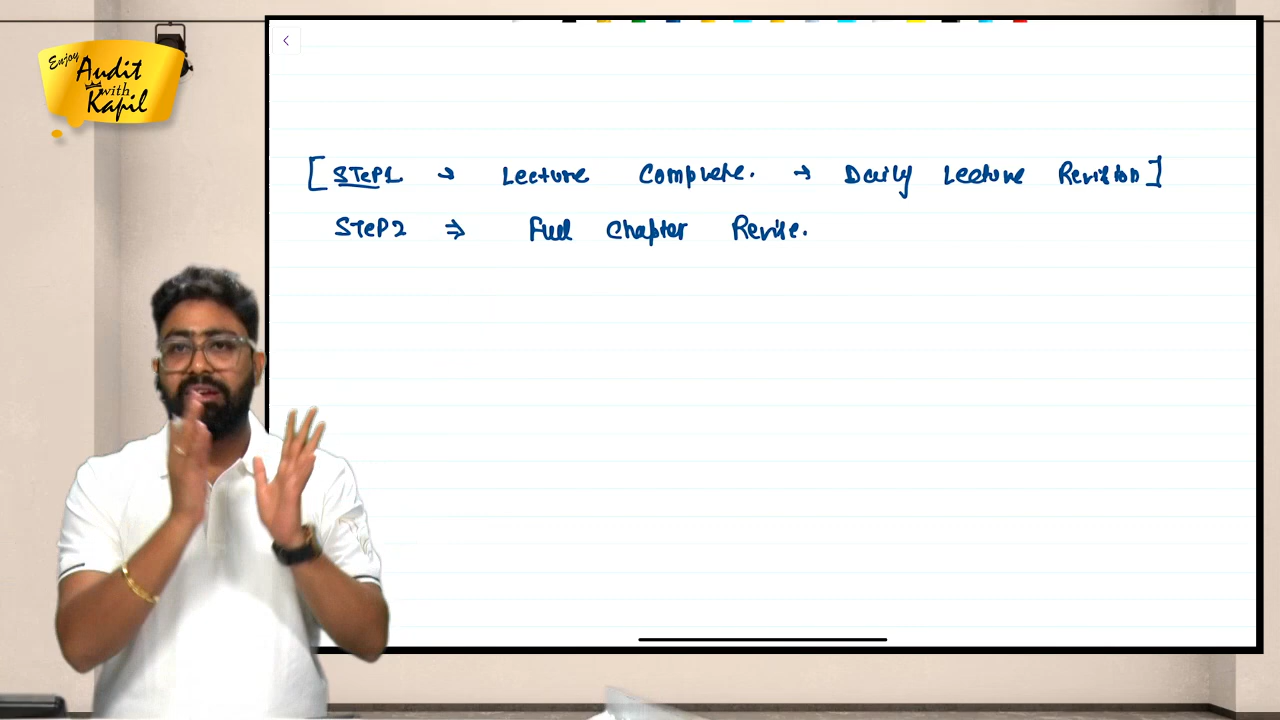 Enjoy
Audit
with
Kapil
[STEP1 → Lecture Complete. → Daily Lecture Revision]
STEP2 ⇒ Full Chapter Revise.